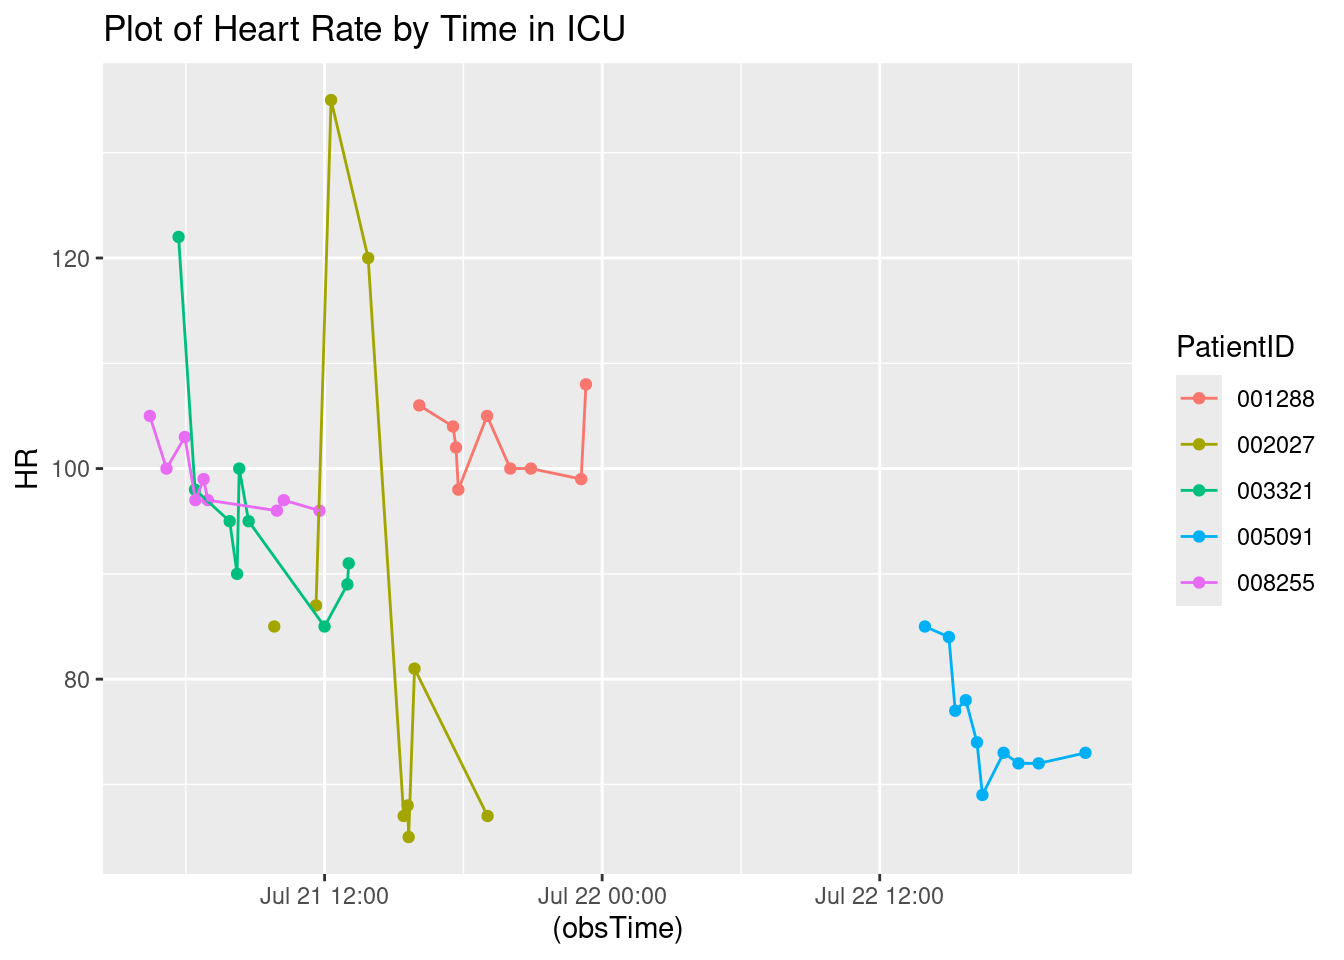 Plot of Heart Rate by Time in ICU
120
100
80
HR
Jul 21 12:00
Jul 22 00:00
Jul 22 12:00
(obsTime)
PatientID
001288
002027
003321
005091
008255